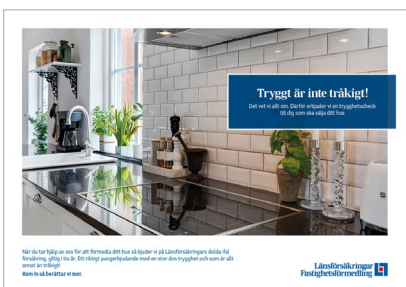 Tryggt är inte tråkigt!
Det vet vi allt om. Därför erbjuder vi en trygghetscheck
till dig som ska sälja ditt hus.
När du tar hjälp av oss för att förmedla ditt hus så bjuder vi på Länsförsäkringars dolda-fel
försäkring, giltig i tio år. Ett riktigt pangerbjudande med en stor dos trygghet och som är allt
annat än tråkigt!
Kom in så berättar vi mer.
Länsförsäkringar
Fastighetsförmedling